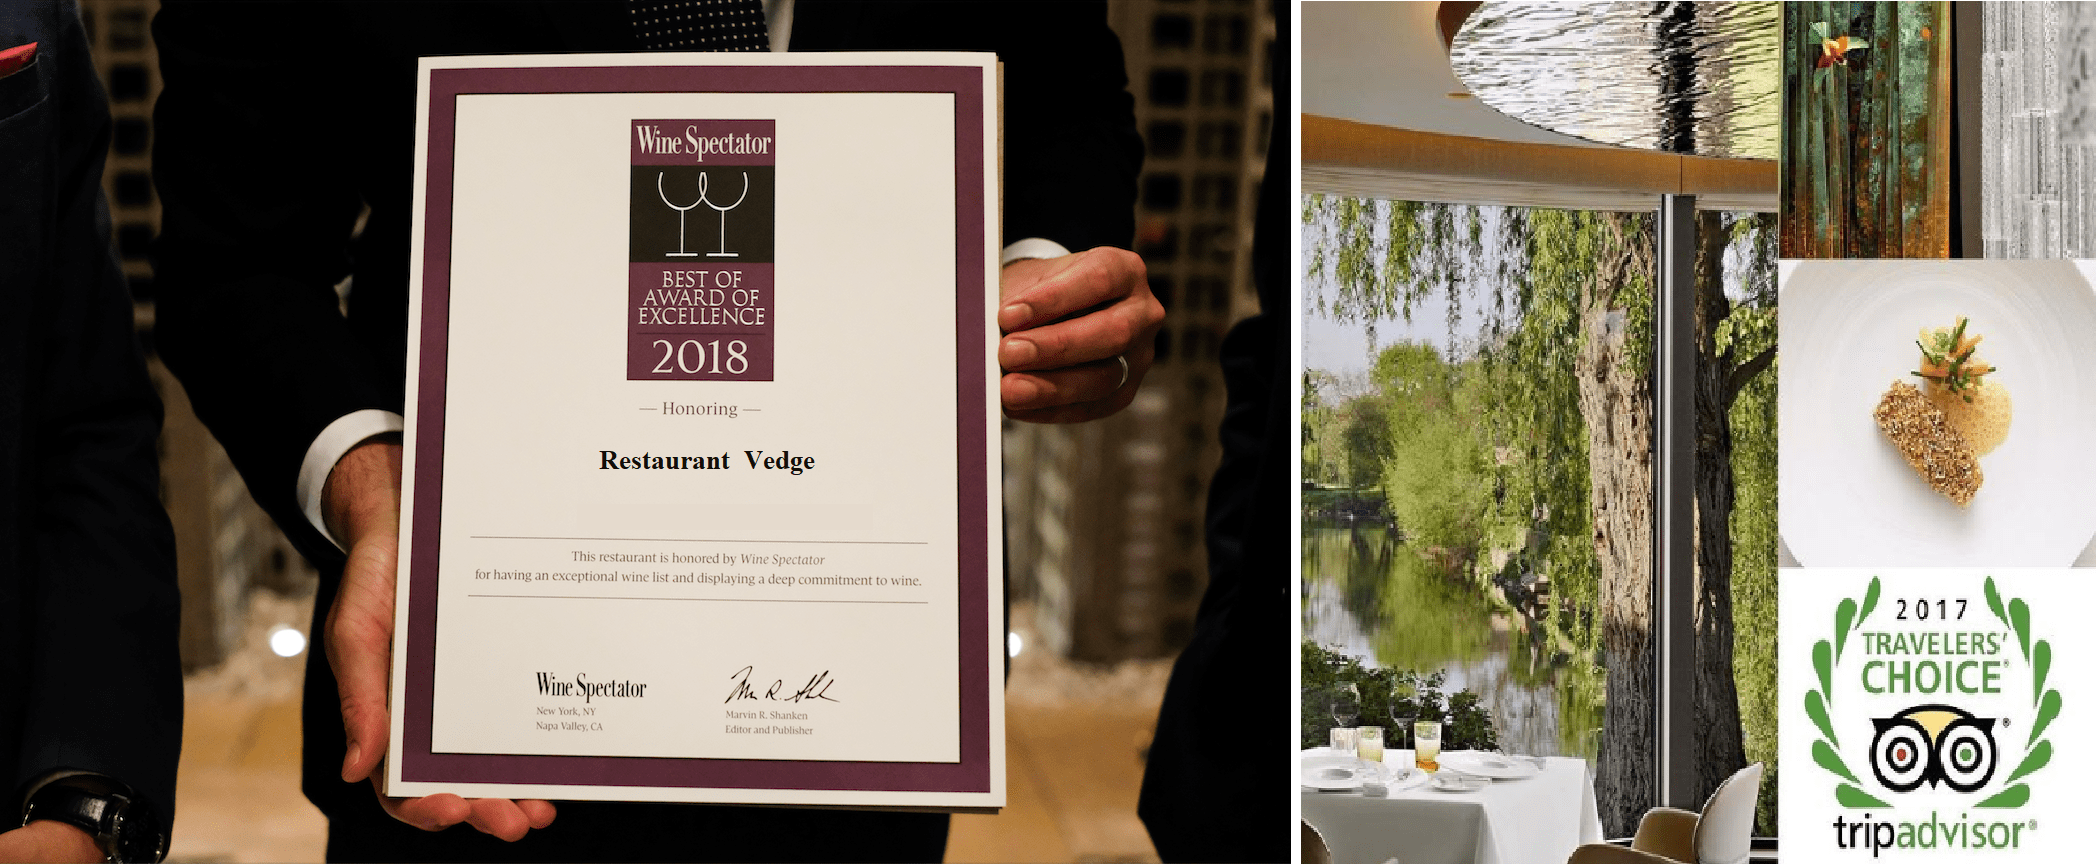 Wine Spectator
BEST OF
AWARD OF
EXCELLENCE
2018
— Honoring —
Restaurant Vedge
This restaurant is honored by Wine Spectator
for having an exceptional wine list and displaying a deep commitment to wine.
Wine Spectator
New York, NY
Napa Valley, CA
Marvin R. Shanken
Editor and Publisher
2017
TRAVELERS'
CHOICE®
®
tripadvisor®